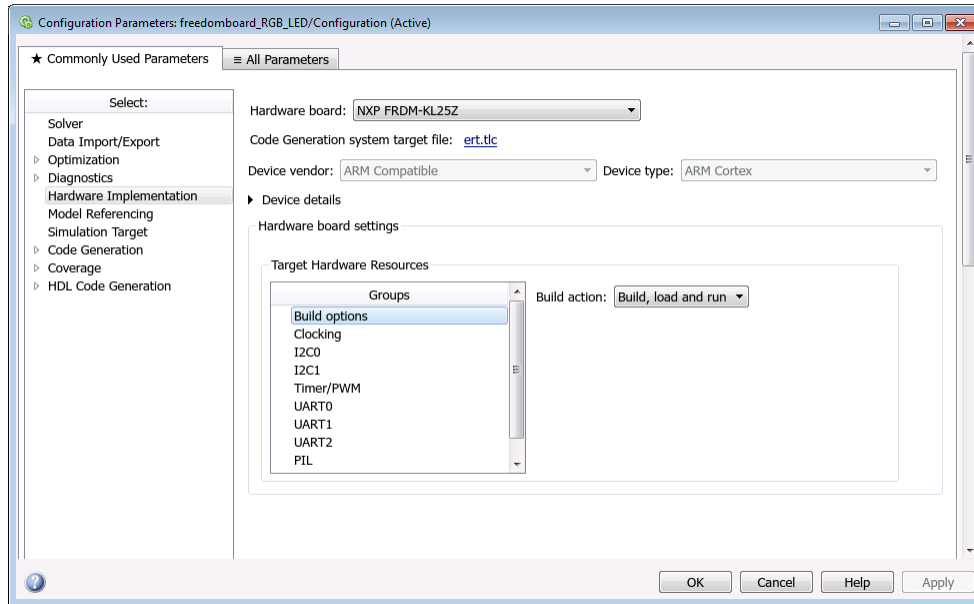 Configuration Parameters: freedomboard_RGB_LED/Configuration (Active)
★ Commonly Used Parameters
≡ All Parameters
Select:
Solver
Data Import/Export
Optimization
Diagnostics
Hardware Implementation
Model Referencing
Simulation Target
Code Generation
Coverage
HDL Code Generation
Hardware board: NXP FRDM-KL25Z
Code Generation system target file: ert.tlc
Device vendor: ARM Compatible Device type: ARM Cortex
Device details
Hardware board settings
Target Hardware Resources
Groups
Build options
Clocking
I2C0
I2C1
Timer/PWM
UART0
UART1
UART2
PIL
Build action: Build, load and run
OK Cancel Help Apply